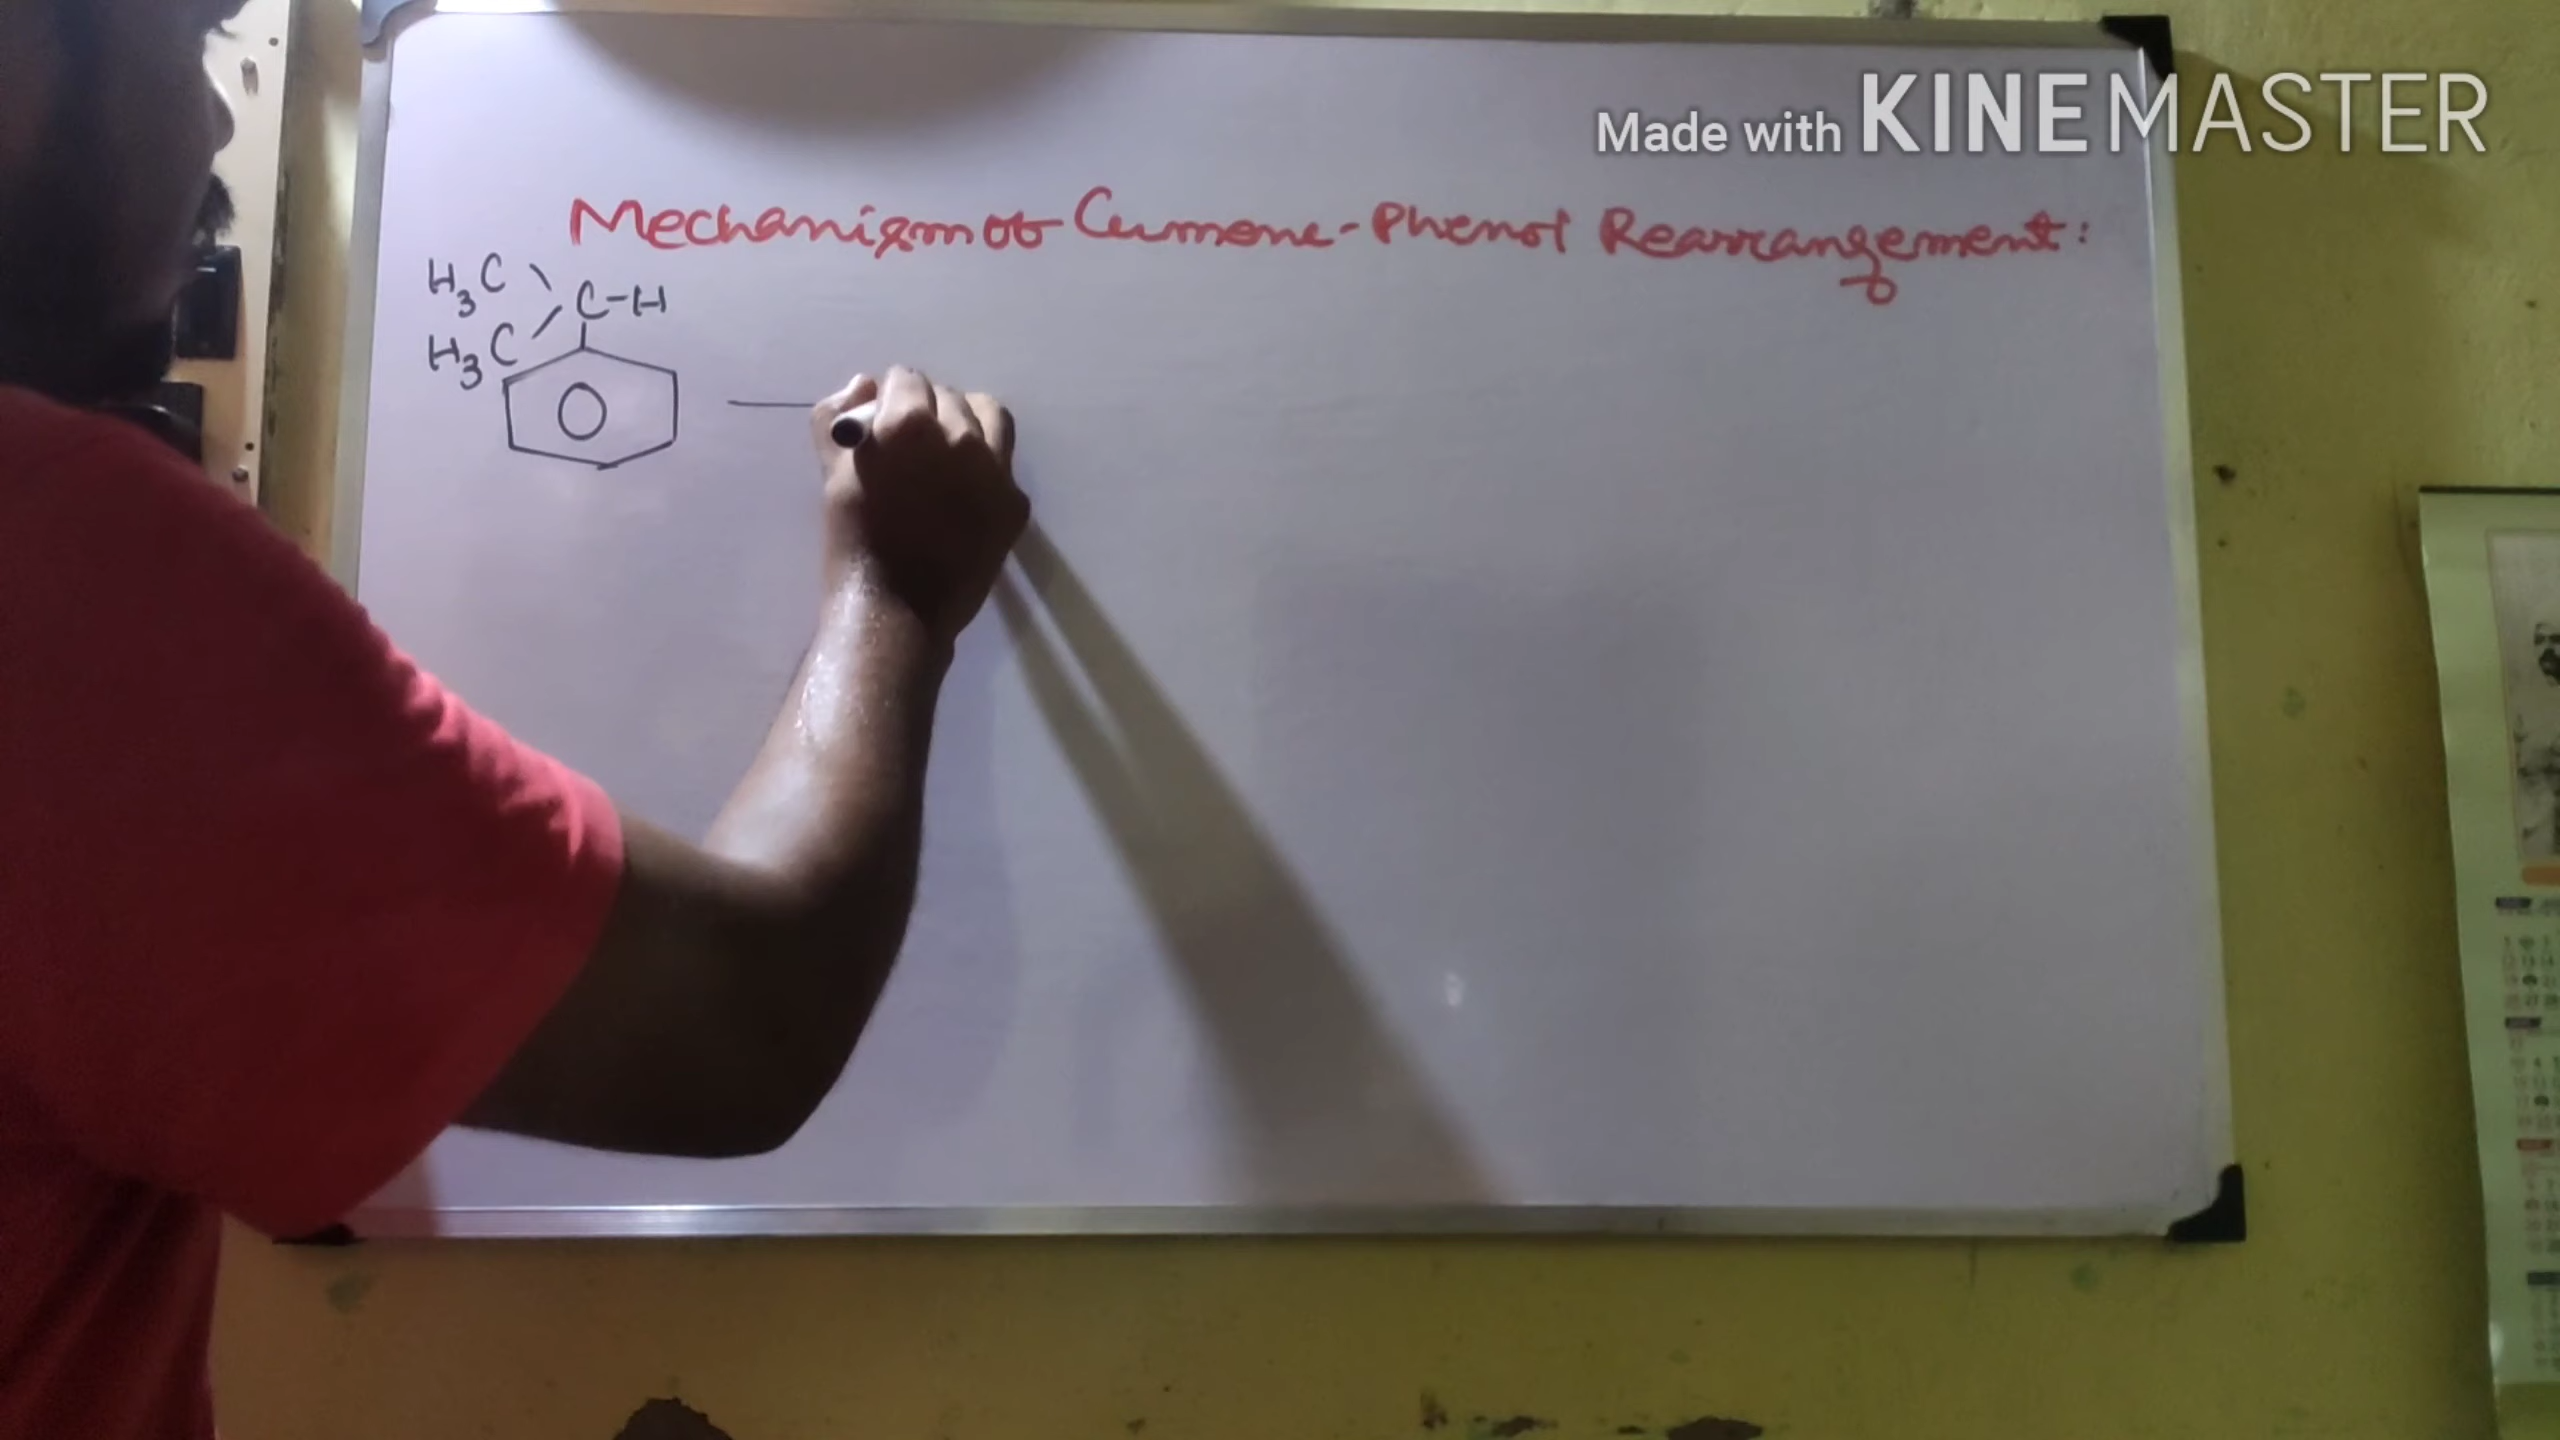 Made with KINEMASTER
Mechanism of Cumene-Phenol Rearrangement:
H3C
C-H
H3C